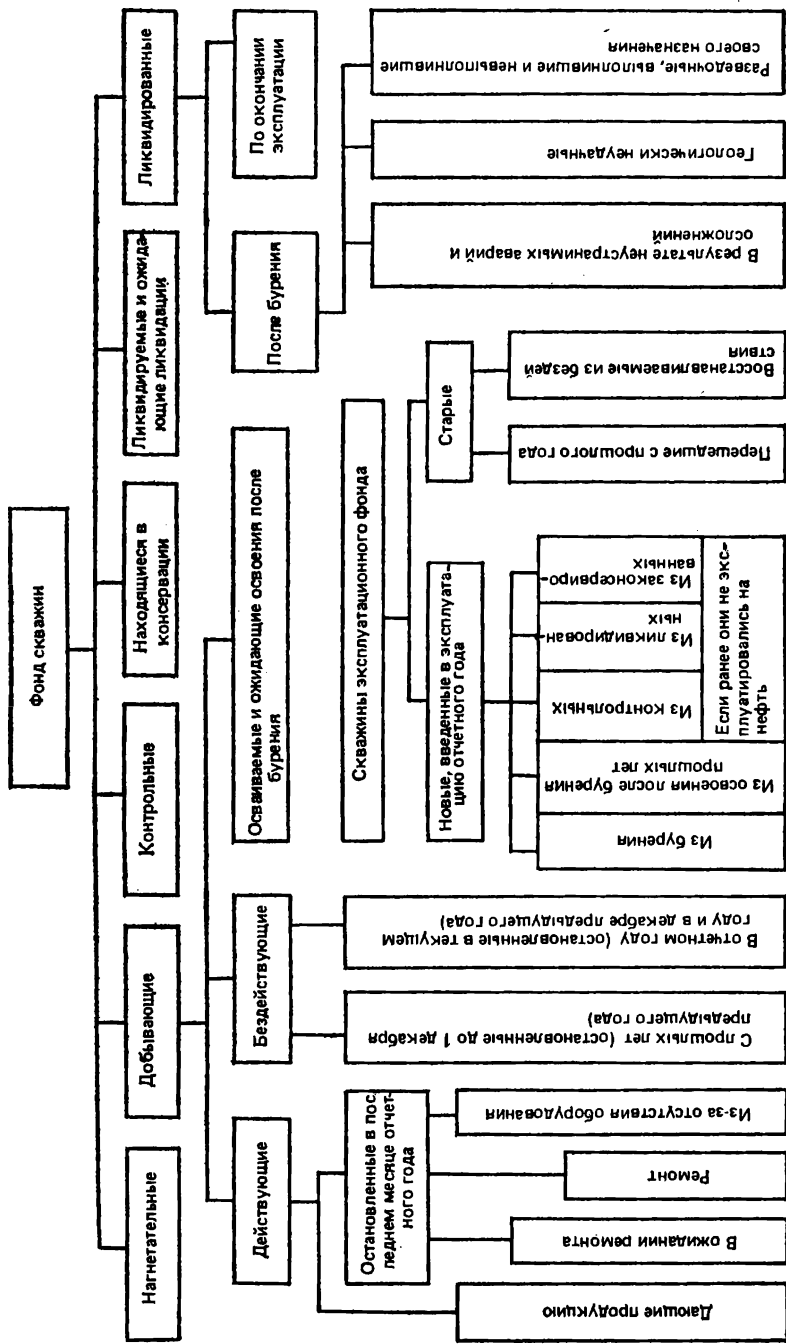 Фонд скважин
Нагнетательные
Добывающие
Контрольные
Находящиеся в
консервации
Ликвидируемые и ожида-
ющие ликвидации
Ликвидированные
Действующие
Бездействующие
Осваиваемые и ожидающие освоения после
бурения
После бурения
По окончании
эксплуатации
Дающие продукцию
Остановленные в пос
леднем месяце отчет-
ного года
В ожидании ремонта
Ремонт
Из-за отсутствия оборудования
С прошлых лет (остановленные до 1 декабря
предыдущего года)
В отчетном году (остановленные в текущем
году и в декабре предыдущего года)
Скважины эксплуатационного фонда
Новые, введенные в эксплуата-
цию отчетного года
Старые
Из бурения
Из освоения после бурения
прошлых лет
Из контрольных
Из ликвидирован
ных
Из законсервиро-
ванных
Если ранее они не экс-
плуатировались на
нефть
Перешедшие с прошлого года
Восстанавливаемые из бездей
ствия
В результате неустранимых аварий и
осложнений
Геологически неудачные
Разведочные, выполнившие и невыполнившие
своего назначения